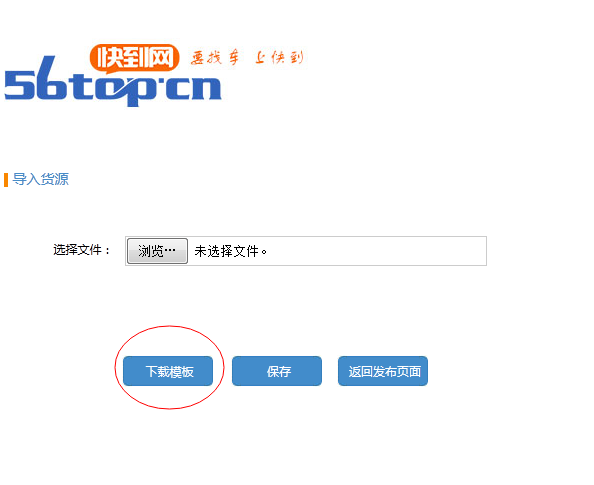 快到网
要找车 上快到
56top.cn
导入货源
选择文件：
浏览… 未选择文件。
下载模板 保存 返回发布页面